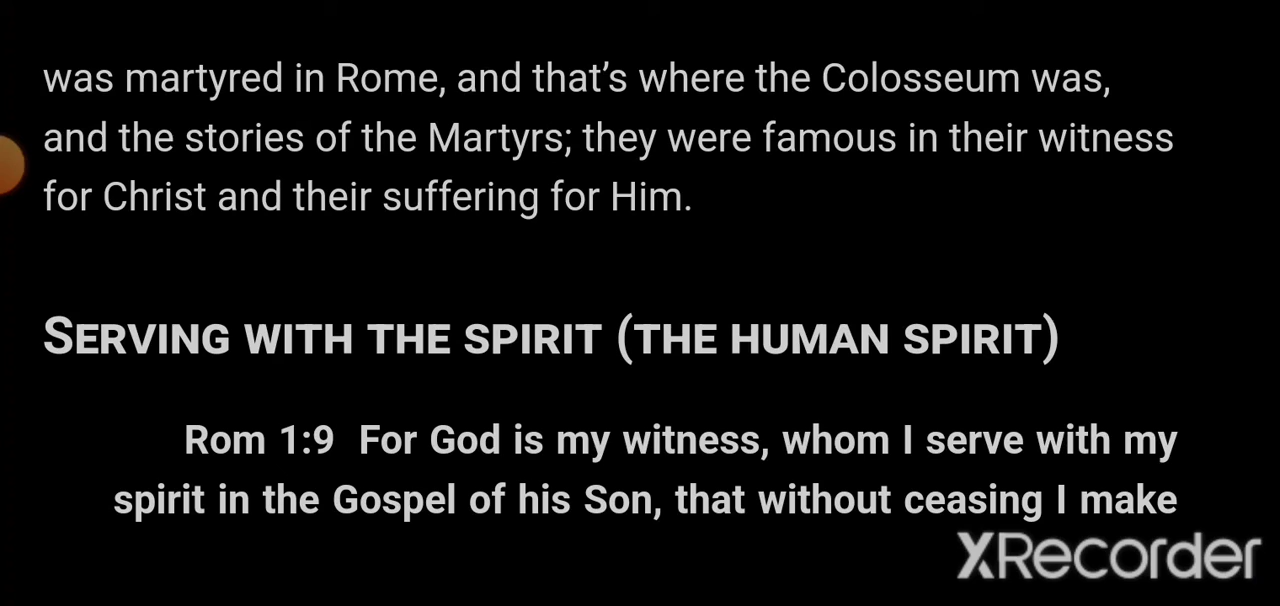 was martyred in Rome, and that’s where the Colosseum was,
and the stories of the Martyrs; they were famous in their witness
for Christ and their suffering for Him.
SERVING WITH THE SPIRIT (THE HUMAN SPIRIT)
Rom 1:9 For God is my witness, whom I serve with my
spirit in the Gospel of his Son, that without ceasing I make
XRecorder